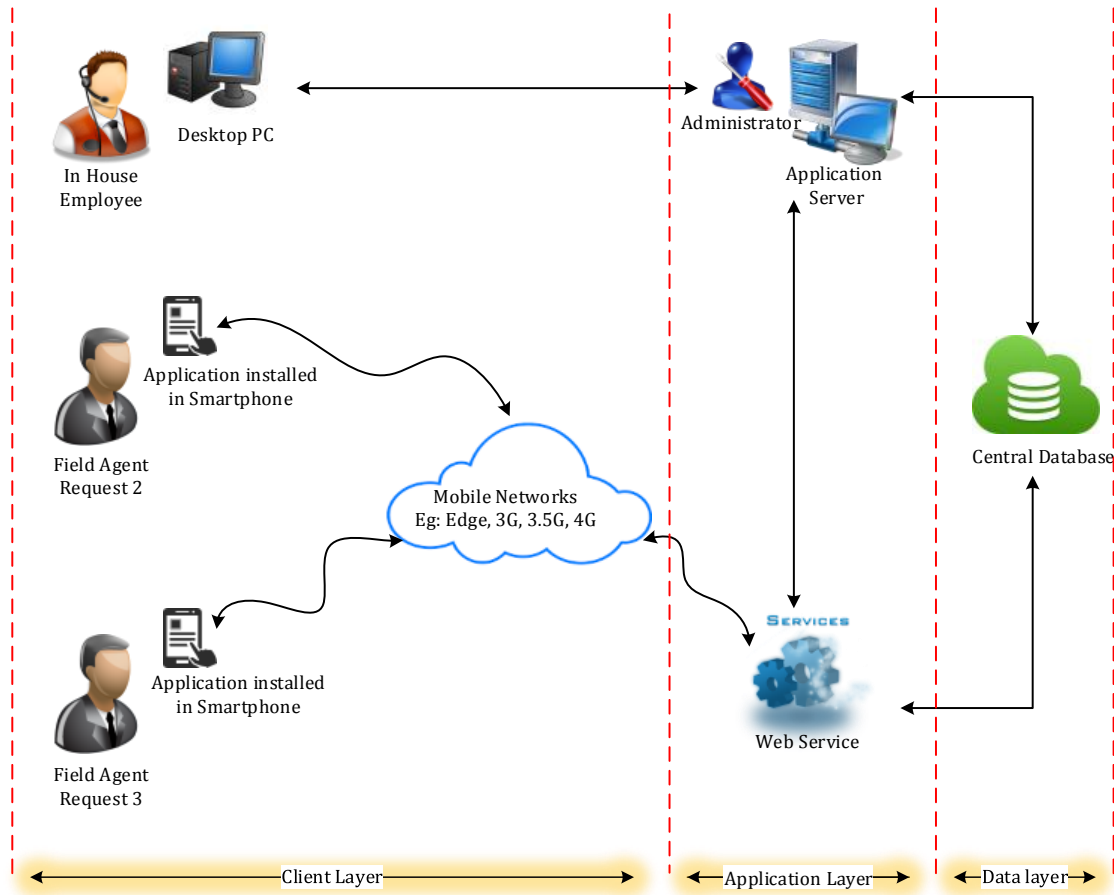 Desktop PC
In House
Employee
Administrator
Application
Server
Application installed
in Smartphone
Field Agent
Request 2
Mobile Networks
Eg: Edge, 3G, 3.5G, 4G
Central Database
Application installed
in Smartphone
Field Agent
Request 3
SERVICES
Web Service
Client Layer
Application Layer
Data layer